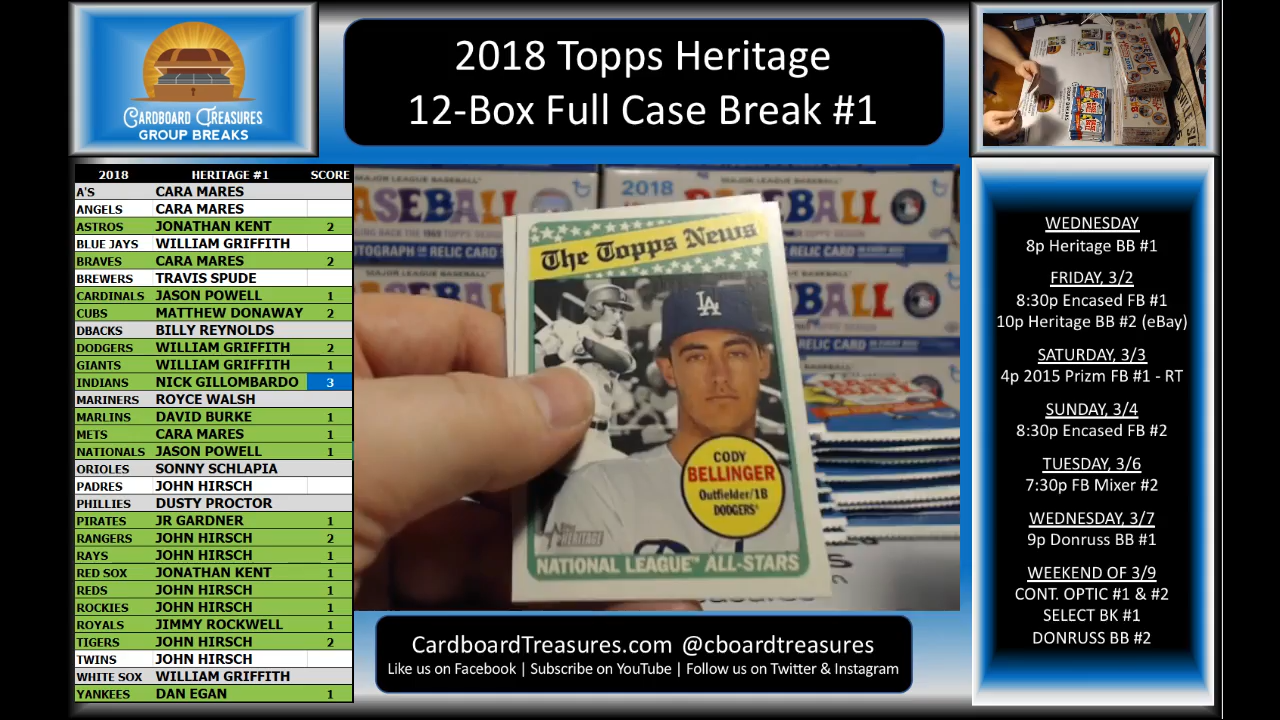 CARDBOARD TREASURES
GROUP BREAKS
2018 Topps Heritage
12-Box Full Case Break #1
2018 HERITAGE #1 SCORE
A'S CARA MARES
ANGELS CARA MARES
ASTROS JONATHAN KENT 2
BLUE JAYS WILLIAM GRIFFITH
BRAVES CARA MARES 2
BREWERS TRAVIS SPUDE
CARDINALS JASON POWELL 1
CUBS MATTHEW DONAWAY 2
DBACKS BILLY REYNOLDS
DODGERS WILLIAM GRIFFITH 2
GIANTS WILLIAM GRIFFITH 1
INDIANS NICK GILLOMBARDO 3
MARINERS ROYCE WALSH
MARLINS DAVID BURKE 1
METS CARA MARES 1
NATIONALS JASON POWELL 1
ORIOLES SONNY SCHLAPIA
PADRES JOHN HIRSCH
PHILLIES DUSTY PROCTOR
PIRATES JR GARDNER 1
RANGERS JOHN HIRSCH 2
RAYS JOHN HIRSCH 1
RED SOX JONATHAN KENT 1
REDS JOHN HIRSCH 1
ROCKIES JOHN HIRSCH 1
ROYALS JIMMY ROCKWELL 1
TIGERS JOHN HIRSCH 2
TWINS JOHN HIRSCH
WHITE SOX WILLIAM GRIFFITH
YANKEES DAN EGAN 1
MAJOR LEAGUE BASEBALL
2018
ASEBALL
BASEBALL
The Topps News
LA
CODY
BELLINGER
Outfielder/1B
DODGERS
TOPPS
HERITAGE
NATIONAL LEAGUE ALL-STARS
WEDNESDAY
8p Heritage BB #1
FRIDAY, 3/2
8:30p Encased FB #1
10p Heritage BB #2 (eBay)
SATURDAY, 3/3
4p 2015 Prizm FB #1 - RT
SUNDAY, 3/4
8:30p Encased FB #2
TUESDAY, 3/6
7:30p FB Mixer #2
WEDNESDAY, 3/7
9p Donruss BB #1
WEEKEND OF 3/9
CONT. OPTIC #1 & #2
SELECT BK #1
DONRUSS BB #2
CardboardTreasures.com @cboardtreasures
Like us on Facebook | Subscribe on YouTube | Follow us on Twitter & Instagram